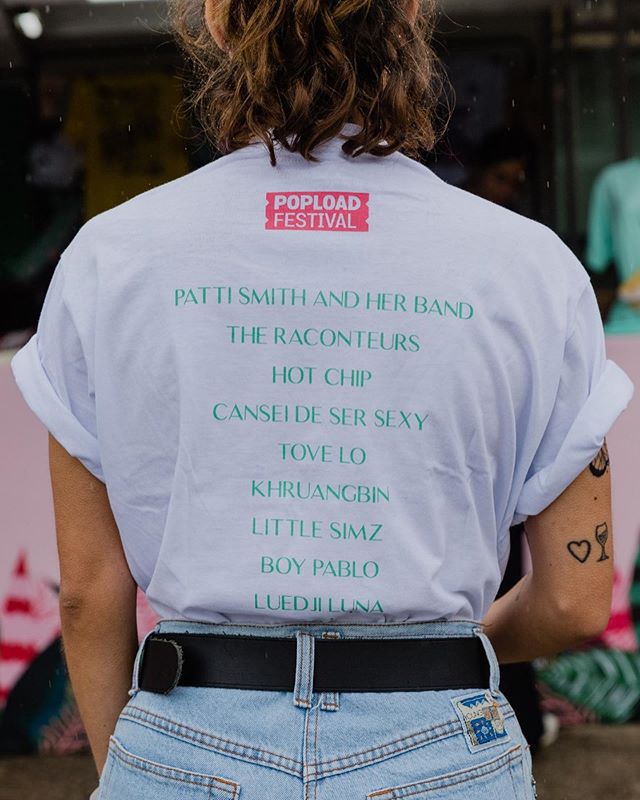 POPLOAD
FESTIVAL
PATTI SMITH AND HER BAND
THE RACONTEURS
HOT CHIP
CANSEI DE SER SEXY
TOVE LO
KHRUANGBIN
LITTLE SIMZ
BOY PABLO
LUEDJI LUNA